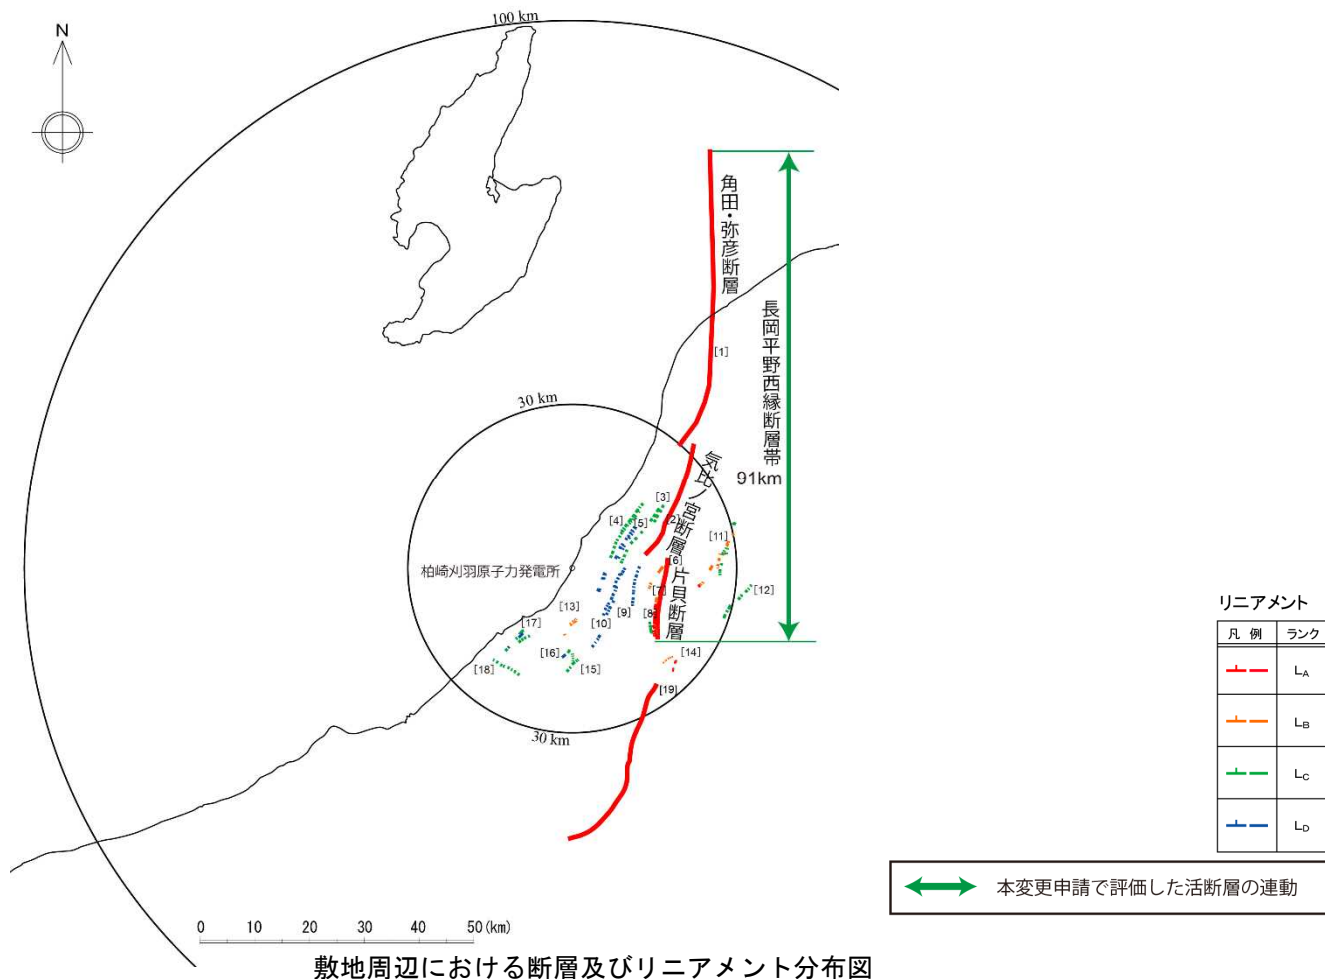 100 km
N
角田・弥彦断層
長岡平野西縁断層帯
91km
[1]
30 km
気比ノ宮断層
[3]
[4]
[5]
[2]
[11]
[6]
片貝断層
柏崎刈羽原子力発電所
[7]
[12]
[13]
[9]
[8]
[17]
[10]
[16]
[14]
[18]
[15]
[19]
30 km
リニアメント
凡 例 ランク
LA
LB
LC
LD
本変更申請で評価した活断層の連動
0 10 20 30 40 50(km)
敷地周辺における断層及びリニアメント分布図